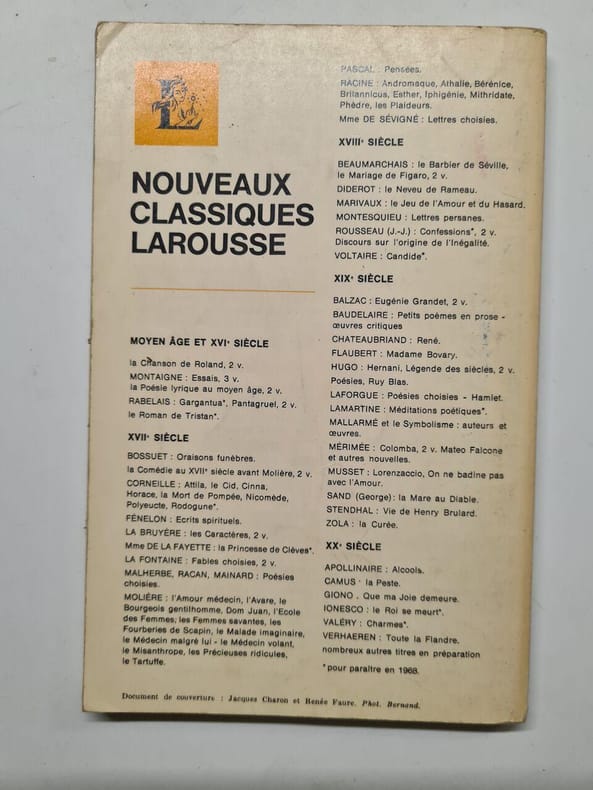 L
NOUVEAUX
CLASSIQUES
LAROUSSE
MOYEN ÂGE ET XVIᵉ SIÈCLE
la Chanson de Roland, 2 v.
MONTAIGNE : Essais, 3 v.
la Poésie lyrique au moyen âge, 2 v.
RABELAIS : Gargantua*, Pantagruel, 2 v.
le Roman de Tristan*.
XVIIᵉ SIÈCLE
BOSSUET : Oraisons funèbres.
la Comédie au XVIIᵉ siècle avant Molière, 2 v.
CORNEILLE : Attila, le Cid, Cinna,
Horace, la Mort de Pompée, Nicomède,
Polyeucte, Rodogune*.
FÉNELON : Ecrits spirituels.
LA BRUYÈRE : les Caractères, 2 v.
Mme DE LA FAYETTE : la Princesse de Clèves*.
LA FONTAINE : Fables choisies, 2 v.
MALHERBE, RACAN, MAINARD : Poésies
choisies.
MOLIÈRE : l'Amour médecin, l'Avare, le
Bourgeois gentilhomme, Dom Juan, l'Ecole
des Femmes, les Femmes savantes, les
Fourberies de Scapin, le Malade imaginaire,
le Médecin malgré lui - le Médecin volant,
le Misanthrope, les Précieuses ridicules,
le Tartuffe.
PASCAL : Pensées.
RACINE : Andromaque, Athalie, Bérénice,
Britannicus, Esther, Iphigénie, Mithridate,
Phèdre, les Plaideurs.
Mme DE SÉVIGNÉ : Lettres choisies.
XVIIIᵉ SIÈCLE
BEAUMARCHAIS : le Barbier de Séville,
le Mariage de Figaro, 2 v.
DIDEROT : le Neveu de Rameau.
MARIVAUX : le Jeu de l'Amour et du Hasard.
MONTESQUIEU : Lettres persanes.
ROUSSEAU (J.-J.) : Confessions*, 2 v.
Discours sur l'origine de l'Inégalité.
VOLTAIRE : Candide*.
XIXᵉ SIÈCLE
BALZAC : Eugénie Grandet, 2 v.
BAUDELAIRE : Petits poèmes en prose -
œuvres critiques
CHATEAUBRIAND : René.
FLAUBERT : Madame Bovary.
HUGO : Hernani, Légende des siècles, 2 v.
Poésies, Ruy Blas.
LAFORGUE : Poésies choisies - Hamlet.
LAMARTINE : Méditations poétiques*.
MALLARMÉ et le Symbolisme : auteurs et
œuvres.
MÉRIMÉE : Colomba, 2 v. Mateo Falcone
et autres nouvelles.
MUSSET : Lorenzaccio, On ne badine pas
avec l'Amour.
SAND (George) : la Mare au Diable.
STENDHAL : Vie de Henry Brulard.
ZOLA : la Curée.
XXᵉ SIÈCLE
APOLLINAIRE : Alcools.
CAMUS : la Peste.
GIONO : Que ma Joie demeure.
IONESCO : le Roi se meurt*.
VALÉRY : Charmes*.
VERHAEREN : Toute la Flandre.
nombreux autres titres en préparation
*pour paraître en 1968.
Document de couverture : Jacques Charon et Renée Faure. Phot. Bernand.